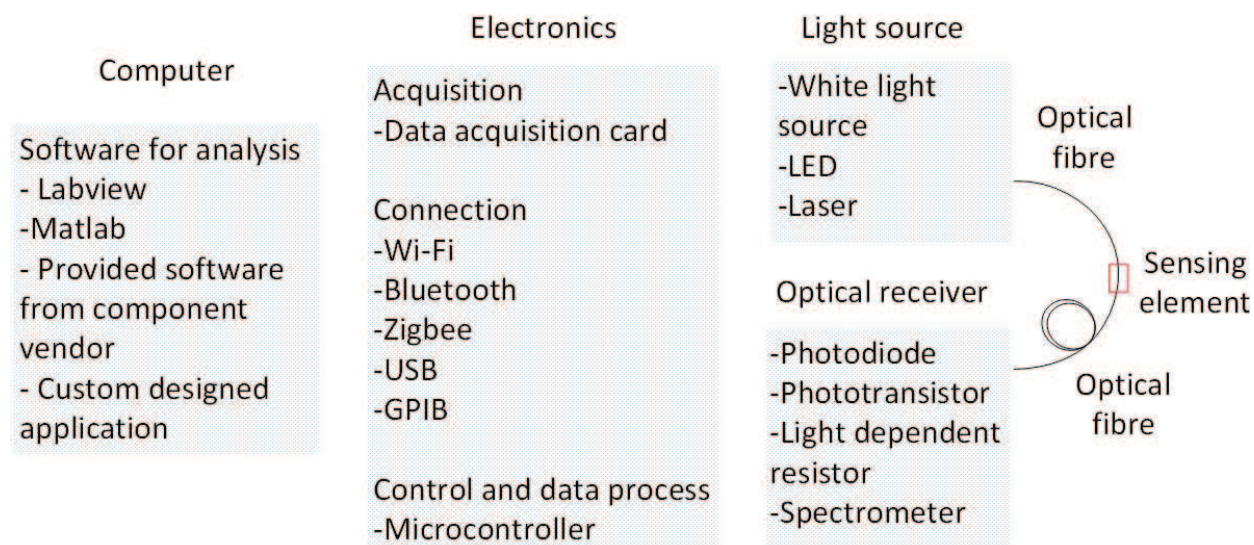 Computer
Software for analysis
- Labview
-Matlab
- Provided software
from component
vendor
- Custom designed
application
Electronics
Acquisition
-Data acquisition card
Connection
-Wi-Fi
-Bluetooth
-Zigbee
-USB
-GPIB
Control and data process
-Microcontroller
Light source
-White light
source
-LED
-Laser
Optical receiver
-Photodiode
-Phototransistor
-Light dependent
resistor
-Spectrometer
Optical
fibre
Sensing
element
Optical
fibre